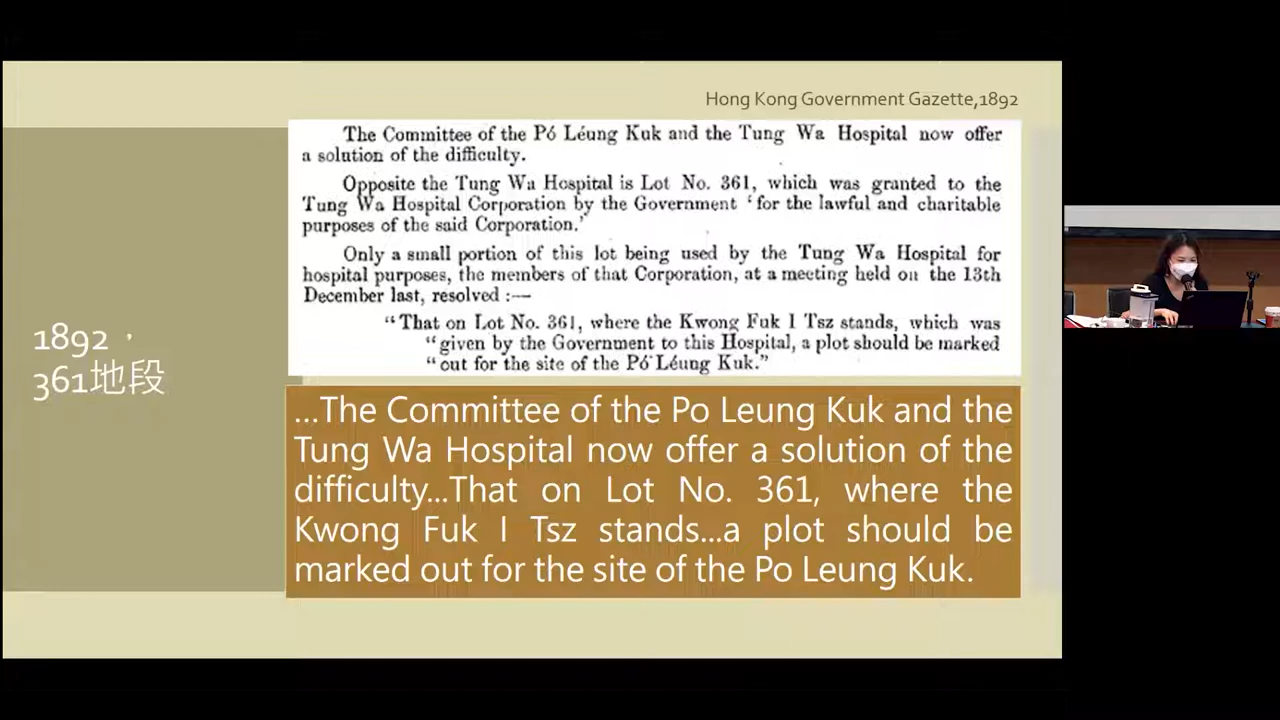 Hong Kong Government Gazette,1892
The Committee of the Pó Léung Kuk and the Tung Wa Hospital now offer
a solution of the difficulty.
Opposite the Tung Wa Hospital is Lot No. 361, which was granted to the
Tung Wa Hospital Corporation by the Government ‘for the lawful and charitable
purposes of the said Corporation.’
Only a small portion of this lot being used by the Tung Wa Hospital for
hospital purposes, the members of that Corporation, at a meeting held on the 13th
December last, resolved :—
“That on Lot No. 361, where the Kwong Fuk I Tsz stands, which was
“given by the Government to this Hospital, a plot should be marked
“out for the site of the Pó Léung Kuk.”
1892，
361地段
...The Committee of the Po Leung Kuk and the
Tung Wa Hospital now offer a solution of the
difficulty...That on Lot No. 361, where the
Kwong Fuk I Tsz stands...a plot should be
marked out for the site of the Po Leung Kuk.